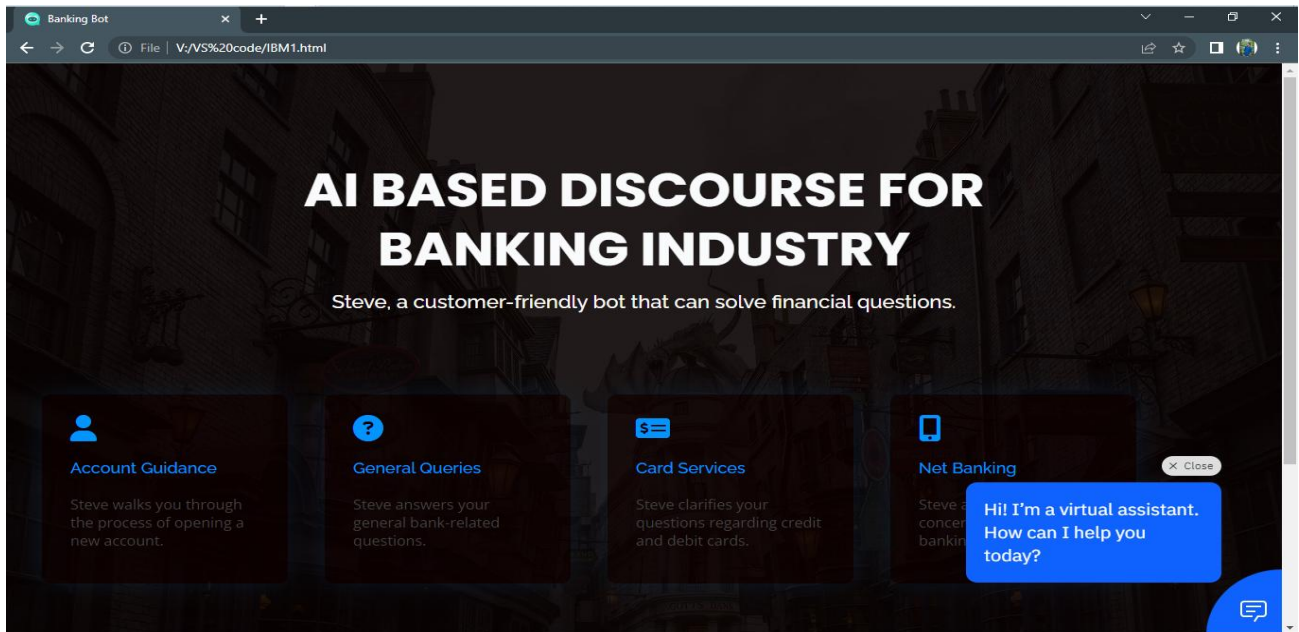 Banking Bot
File | V:/VS%20code/IBM1.html
AI BASED DISCOURSE FOR
BANKING INDUSTRY
Steve, a customer-friendly bot that can solve financial questions.
Account Guidance
Steve walks you through
the process of opening a
new account.
General Queries
Steve answers your
general bank-related
questions.
Card Services
Steve clarifies your
questions regarding credit
and debit cards.
Net Banking
Steve
Close
Hi! I'm a virtual assistant.
How can I help you
today?